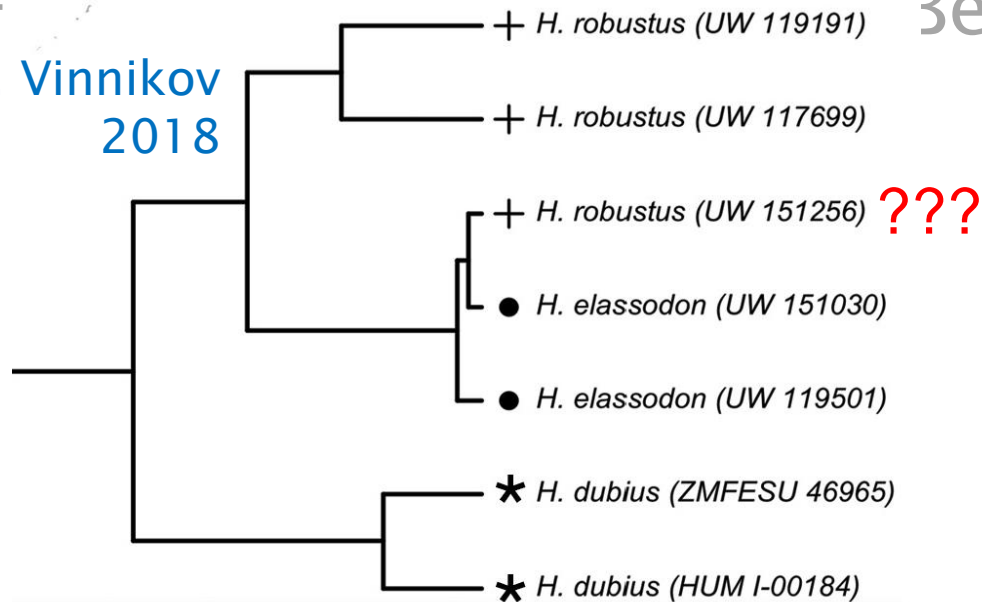 Vinnikov
2018
H. robustus (UW 119191)
H. robustus (UW 117699)
H. robustus (UW 151256) ???
H. elassodon (UW 151030)
H. elassodon (UW 119501)
H. dubius (ZMFESU 46965)
H. dubius (HUM I-00184)